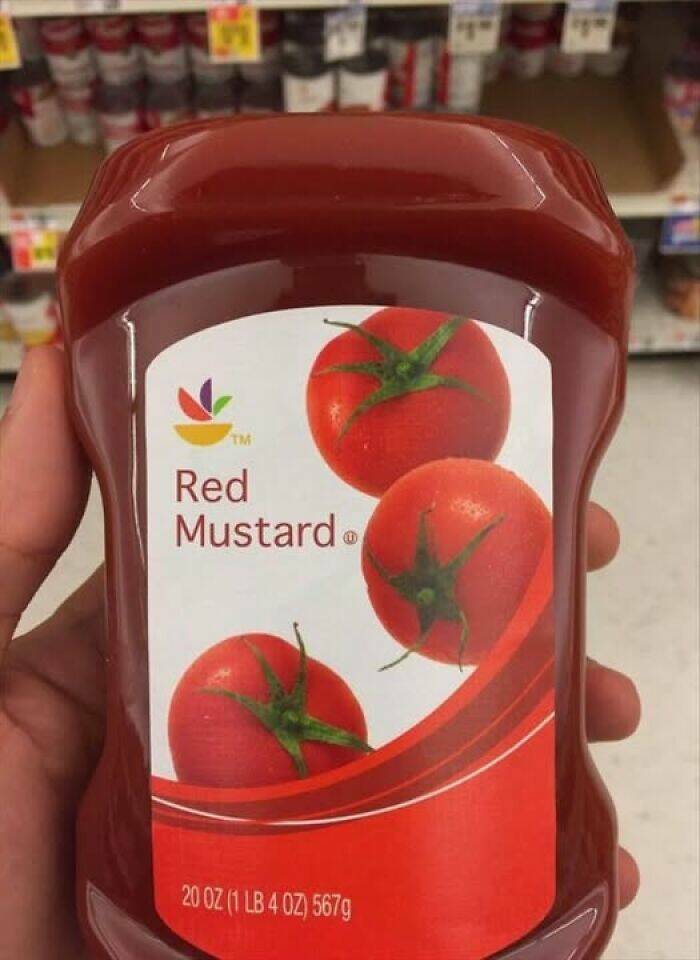 TM
Red
Mustard U
20 OZ (1 LB 4 OZ) 567g